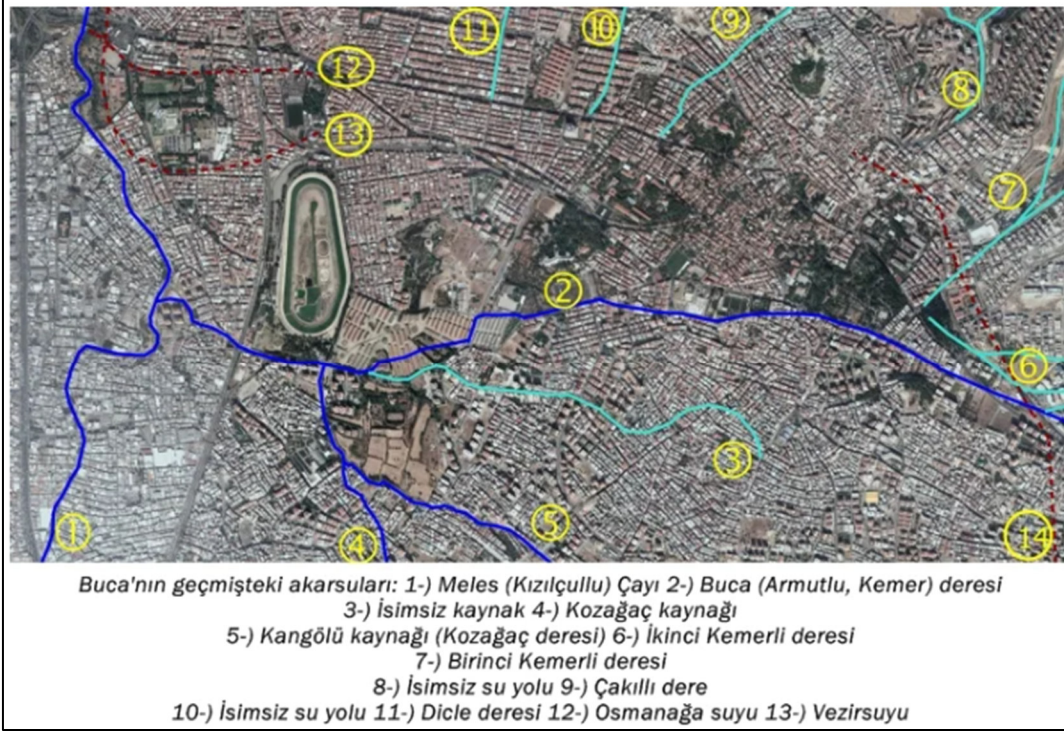 11
10
9
12
8
13
7
2
6
3
1
4
5
14
Buca'nın geçmişteki akarsuları: 1-) Meles (Kızılçullu) Çayı 2-) Buca (Armutlu, Kemer) deresi
3-) İsimsiz kaynak 4-) Kozağaç kaynağı
5-) Kangölü kaynağı (Kozağaç deresi) 6-) İkinci Kemerli deresi
7-) Birinci Kemerli deresi
8-) İsimsiz su yolu 9-) Çakıllı dere
10-) İsimsiz su yolu 11-) Dicle deresi 12-) Osmanağa suyu 13-) Vezirsuyu